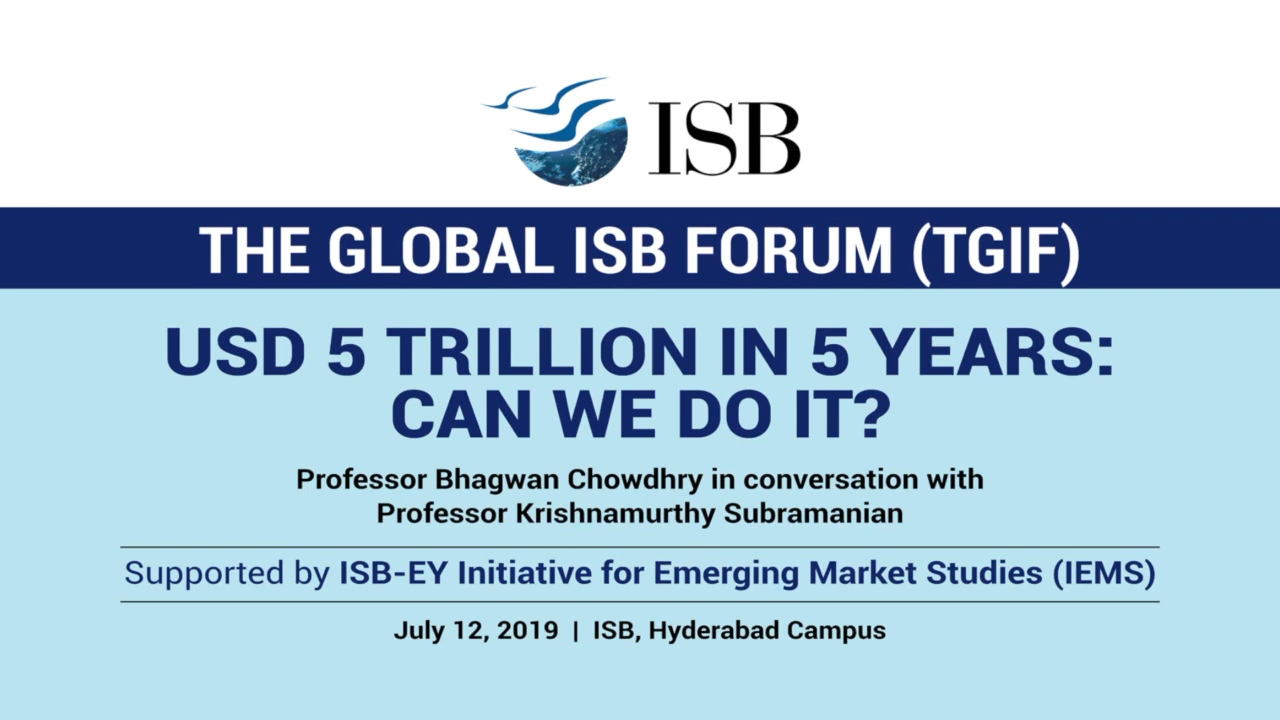 ISB
THE GLOBAL ISB FORUM (TGIF)
USD 5 TRILLION IN 5 YEARS:
CAN WE DO IT?
Professor Bhagwan Chowdhry in conversation with
Professor Krishnamurthy Subramanian
Supported by ISB-EY Initiative for Emerging Market Studies (IEMS)
July 12, 2019 | ISB, Hyderabad Campus